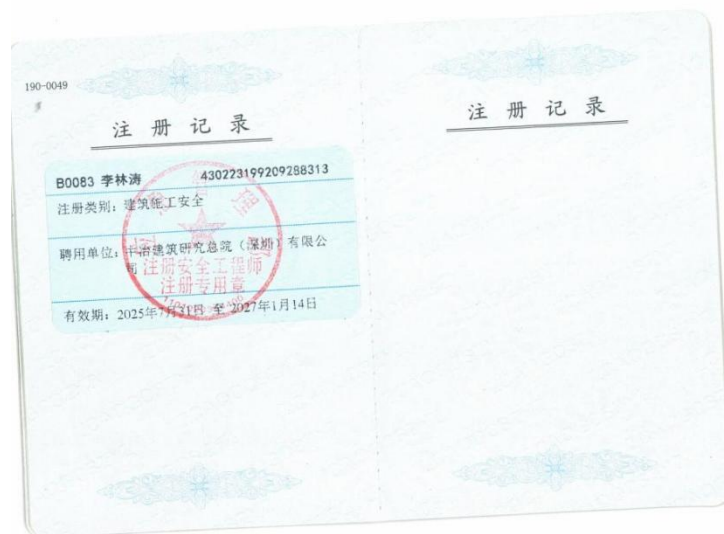 190-0049
注 册 记 录
B0083 李林涛 430223199209288313
注册类别：建筑施工安全
聘用单位：中冶建筑研究总院（深圳）有限公
司
注册安全工程师
注册专用章
有效期：2025年7月31日 至 2027年1月14日
注 册 记 录